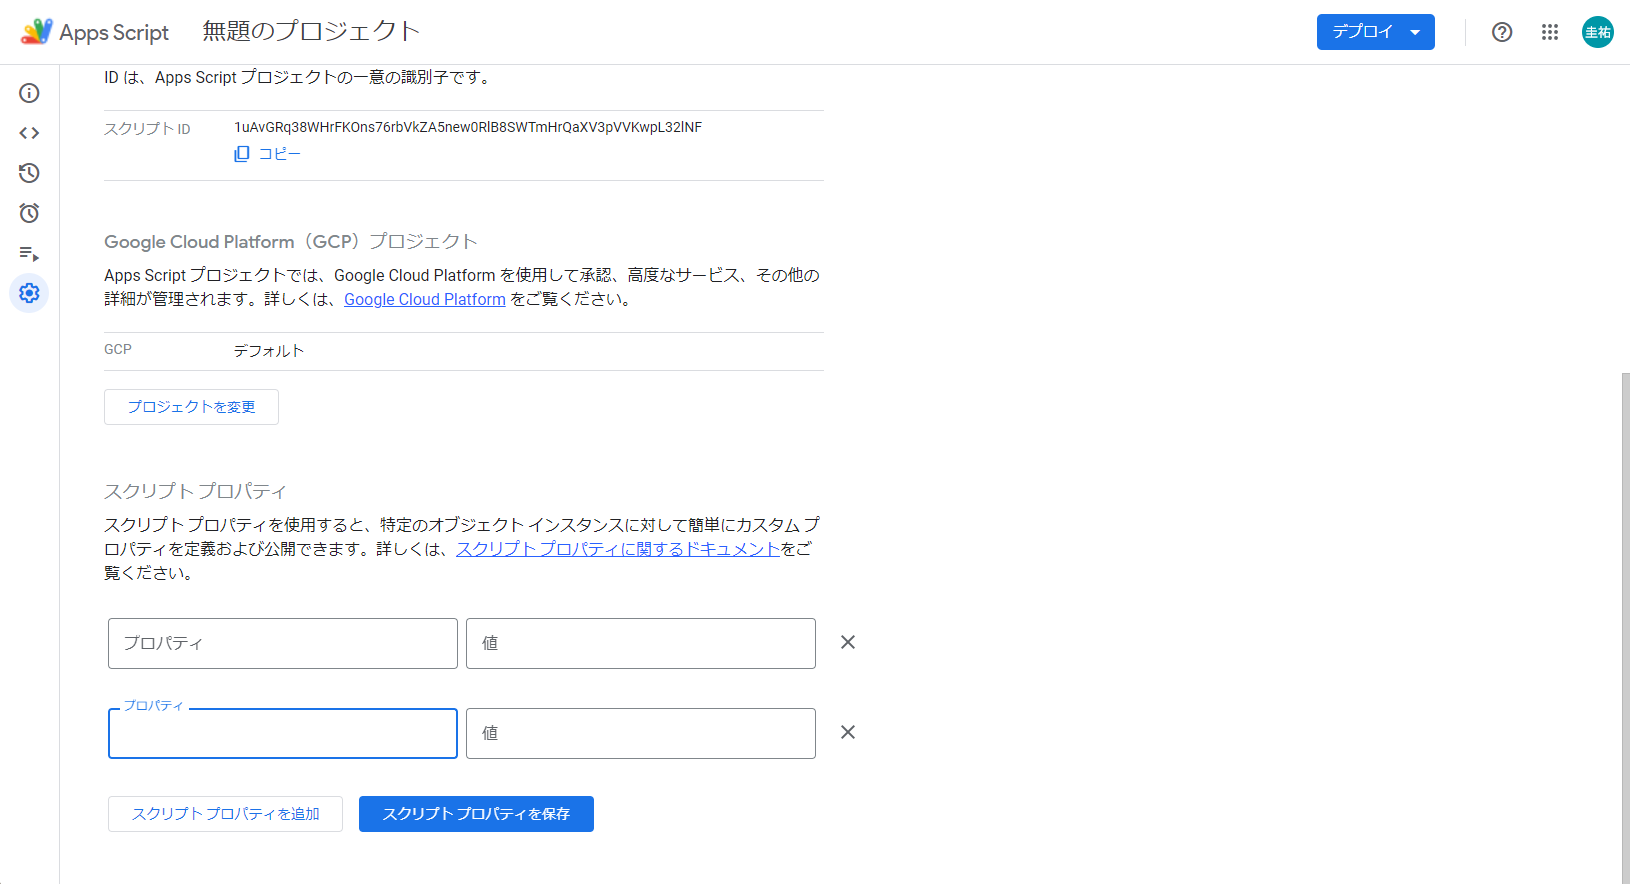 Apps Script 無題のプロジェクト デプロイ 圭祐
ID は、Apps Script プロジェクトの一意の識別子です。
スクリプト ID 1uAvGRq38WHrFKOns76rbVkZA5new0RlB8SWTmHrQaXV3pVVKwpL32lNF
コピー
Google Cloud Platform（GCP）プロジェクト
Apps Script プロジェクトでは、Google Cloud Platform を使用して承認、高度なサービス、その他の
詳細が管理されます。詳しくは、Google Cloud Platform をご覧ください。
GCP デフォルト
プロジェクトを変更
スクリプト プロパティ
スクリプト プロパティを使用すると、特定のオブジェクト インスタンスに対して簡単にカスタム プ
ロパティを定義および公開できます。詳しくは、スクリプト プロパティに関するドキュメントをご
覧ください。
プロパティ 値
プロパティ 値
スクリプト プロパティを追加 スクリプト プロパティを保存